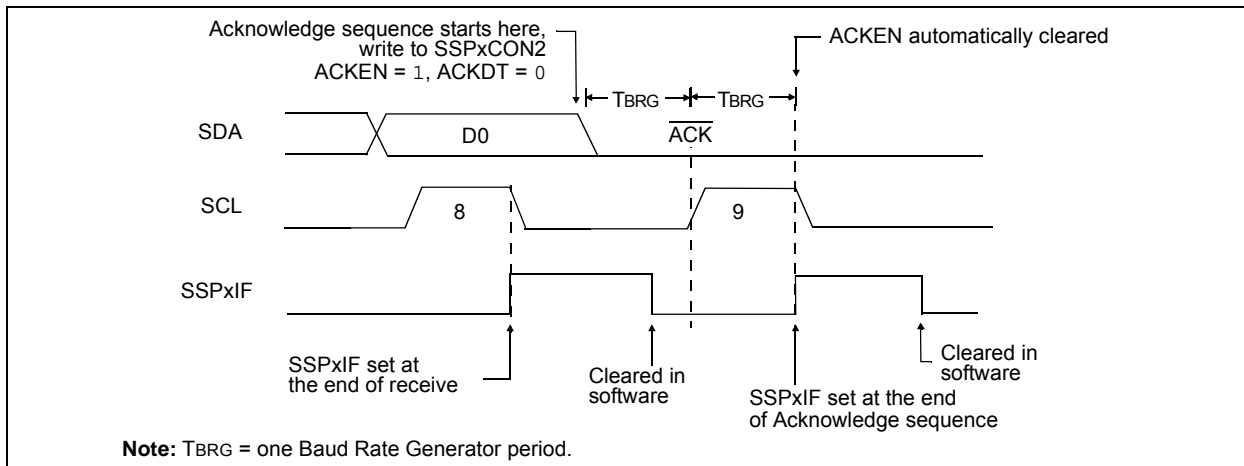 Acknowledge sequence starts here,
write to SSPxCON2
ACKEN = 1, ACKDT = 0
ACKEN automatically cleared
TBRG
TBRG
SDA
D0
ACK
SCL
8
9
SSPxIF
SSPxIF set at
the end of receive
Cleared in
software
SSPxIF set at the end
of Acknowledge sequence
Cleared in
software
Note: TBRG = one Baud Rate Generator period.